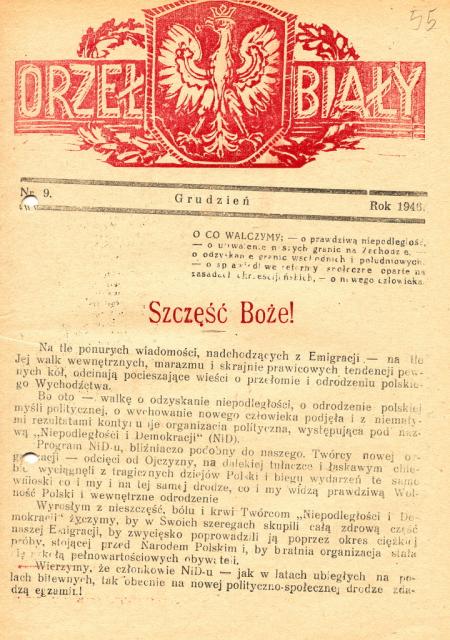 55
ORZEŁ BIAŁY
Nr 9. Grudzień Rok 1946.
O CO WALCZYMY: — o prawdziwą niepodległość,
— o utrwalenie naszych granic na Zachodzie, —
o odzyskanie granic wschodnich i południowych,
— o sprawiedliwe reformy społeczne oparte na
zasadach chrześcijańskich, — o nowego człowieka.
Szczęść Boże!
Na tle ponurych wiadomości, nadchodzących z Emigracji — na tle
Jej walk wewnętrznych, marazmu i skrajnie prawicowych tendencji pew-
nych kół, odcinają pocieszające wieści o przełomie i odrodzeniu polskie-
go Wychodźtwa.
Bo oto — walkę o odzyskanie niepodległości, o odrodzenie polskiej
myśli politycznej, o wychowanie nowego człowieka podjęła i z niematy-
mi rezultatami kontynuuje organizacja polityczna, występująca pod naz-
wą „Niepodległości i Demokracji" (NiD).
Program NiD-u, bliźniaczo podobny do naszego. Twórcy nowej or-
ganizacji — odcięci od Ojczyzny, na dalekiej tułaczce i łaskawym chle-
bie wyciągnęli z tragicznych dziejów Polski i biegu wydarzeń te same
wnioski co i my i na tej samej drodze, co i my widzą prawdziwą Wol-
ność Polski i wewnętrzne odrodzenie
Wyrosłym z nieszczęść, bólu i krwi Twórcom „Niepodległości i De-
mokracji" życzymy, by w Swoich szeregach skupili całą zdrową część
naszej Emigracji, by zwycięsko poprowadzili ją poprzez okres ciężkiej
próby, stojącej przed Narodem Polskim i, by bratnia organizacja stała
się szkołą pełnowartościowych obywateli.
Wierzymy, że członkowie NiD-u — jak w latach ubiegłych na po-
lach bitewnych, tak obecnie na nowej polityczno-społecznej drodze zda-
dzą egzamin!